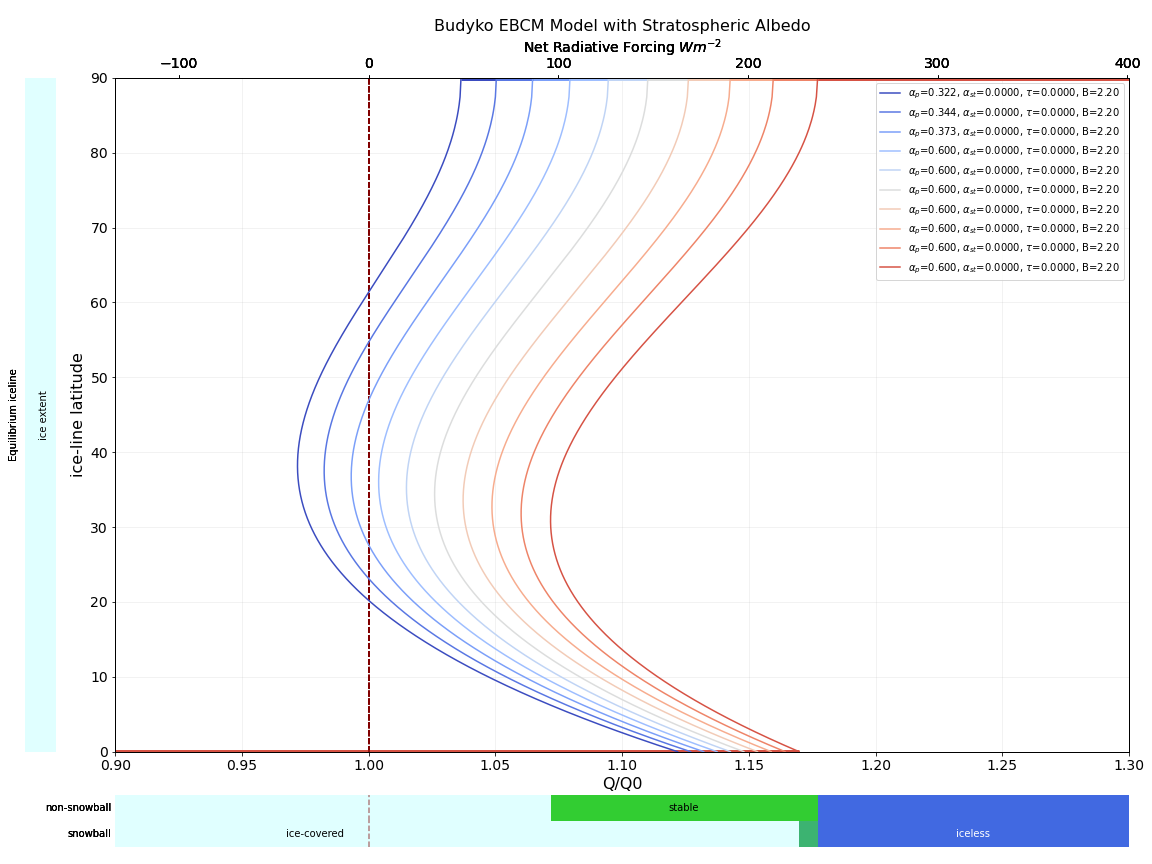 Budyko EBCM Model with Stratospheric Albedo
Net Radiative Forcing Wm⁻²
−100 0 100 200 300 400
90
80
70
60
50
40
30
20
10
0
ice-line latitude
Equilibrium iceline
ice extent
αₚ=0.322, αₛₜ=0.0000, τ=0.0000, B=2.20
αₚ=0.344, αₛₜ=0.0000, τ=0.0000, B=2.20
αₚ=0.373, αₛₜ=0.0000, τ=0.0000, B=2.20
αₚ=0.600, αₛₜ=0.0000, τ=0.0000, B=2.20
αₚ=0.600, αₛₜ=0.0000, τ=0.0000, B=2.20
αₚ=0.600, αₛₜ=0.0000, τ=0.0000, B=2.20
αₚ=0.600, αₛₜ=0.0000, τ=0.0000, B=2.20
αₚ=0.600, αₛₜ=0.0000, τ=0.0000, B=2.20
αₚ=0.600, αₛₜ=0.0000, τ=0.0000, B=2.20
αₚ=0.600, αₛₜ=0.0000, τ=0.0000, B=2.20
0.90 0.95 1.00 1.05 1.10 1.15 1.20 1.25 1.30
Q/Q0
non-snowball stable
snowball ice-covered iceless